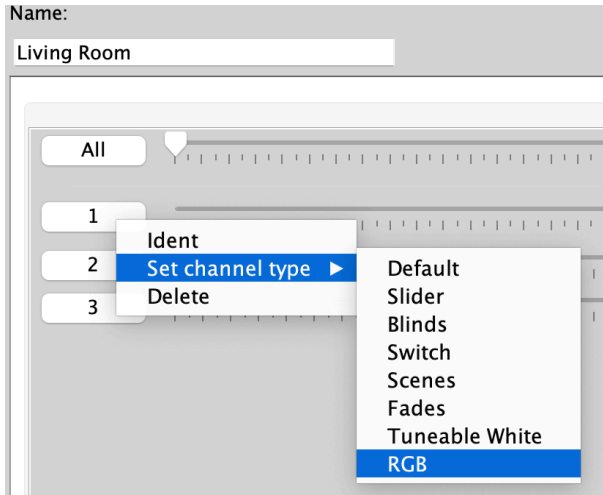 Name:
Living Room
All
1
Ident
2
Set channel type
Default
3
Delete
Slider
Blinds
Switch
Scenes
Fades
Tuneable White
RGB